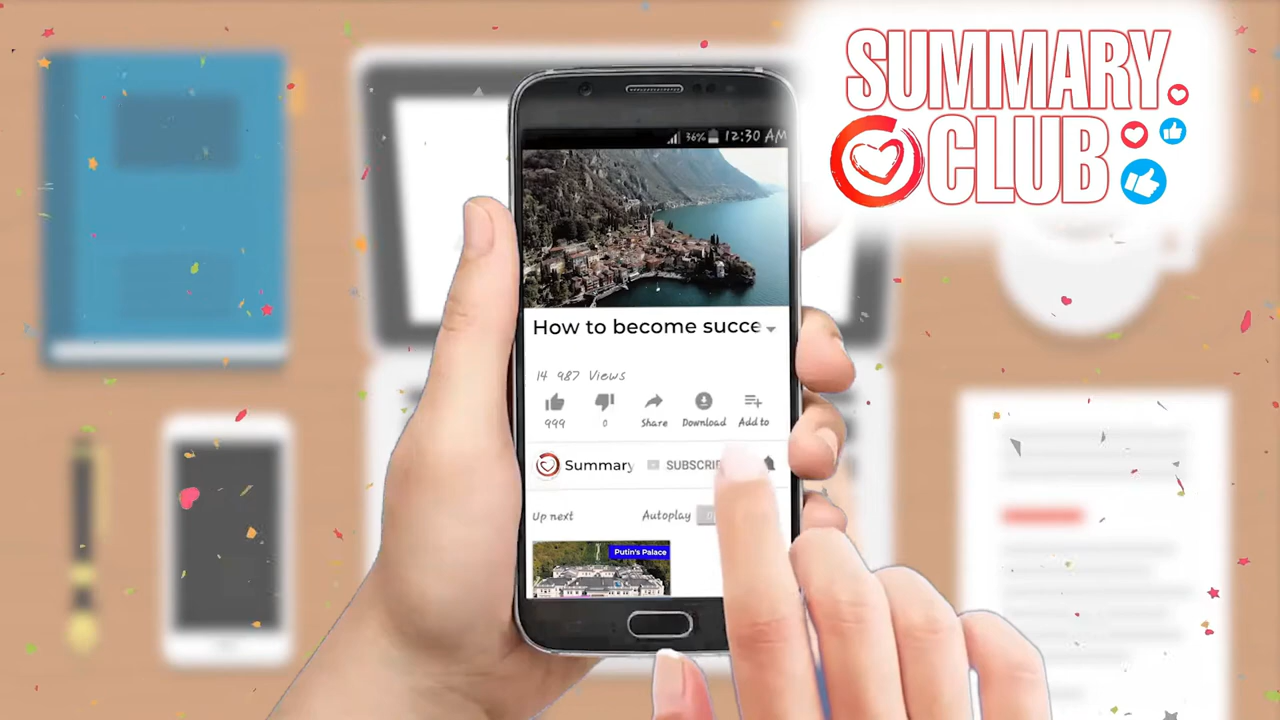 SUMMARY
CLUB
36% 12:30 AM
How to become succe
14 987 Views
999 0 Share Download Add to
Summary
Up next Autoplay
Putin's Palace